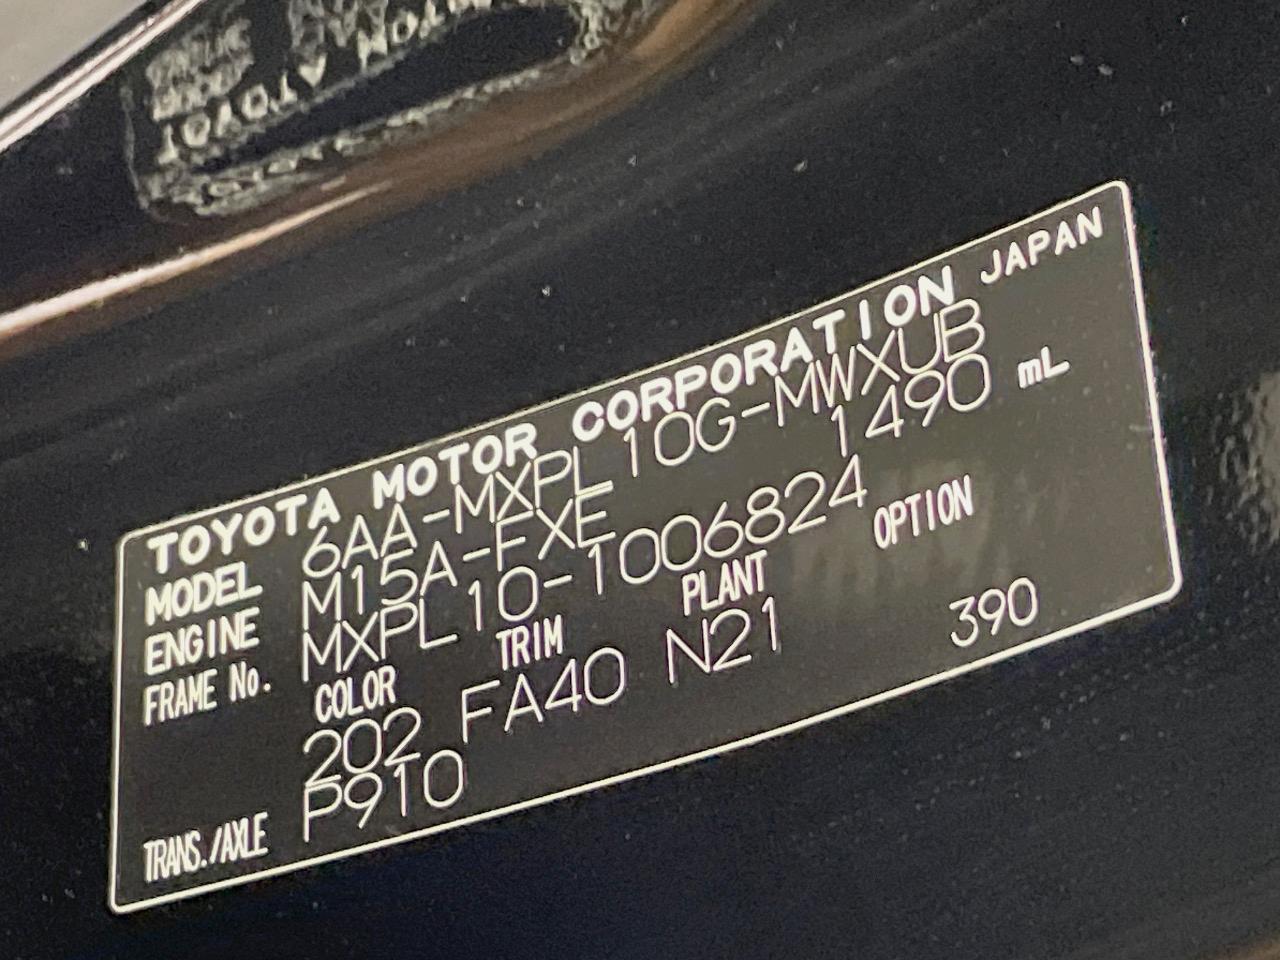 TOYOTA MOTOR CORPORATION JAPAN
MODEL 6AA-MXPL10G-MWXUB
ENGINE M15A-FXE 1490 mL
FRAME No. MXPL10-1006824
COLOR TRIM PLANT OPTION
202 FA40 N21 390
TRANS./AXLE P910